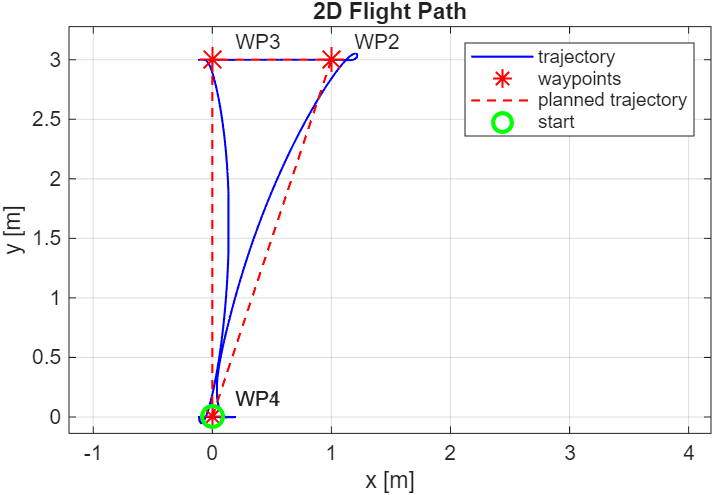 2D Flight Path
WP3
WP2
trajectory
waypoints
planned trajectory
start
3
2.5
2
1.5
1
0.5
0
y [m]
WP4
-1
0
1
2
3
4
x [m]